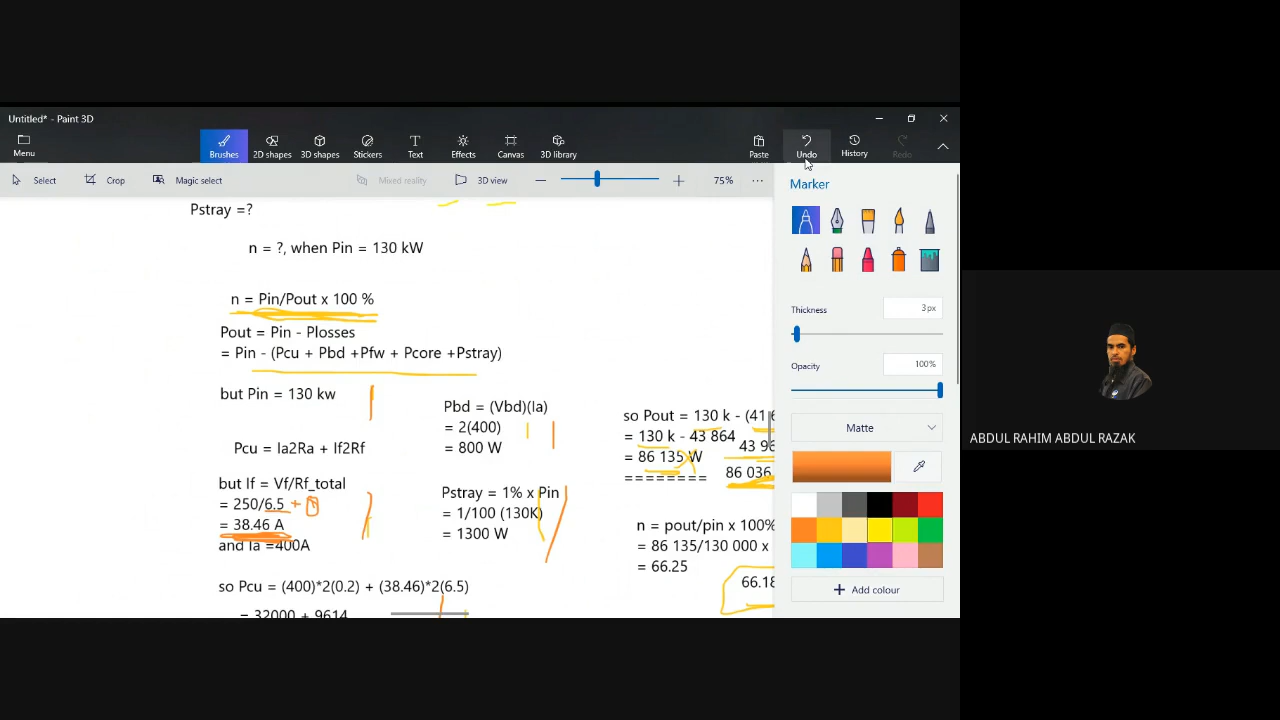 Untitled* - Paint 3D
Menu
Brushes
2D shapes
3D shapes
Stickers
Text
Effects
Canvas
3D library
Paste
Undo
History
Redo
Select
Crop
Magic select
Mixed reality
3D view
75%
Pstray =?
n = ?, when Pin = 130 kW
n = Pin/Pout x 100 %
Pout = Pin - Plosses
= Pin - (Pcu + Pbd +Pfw + Pcore +Pstray)
but Pin = 130 kw
Pcu = Ia2Ra + If2Rf
but If = Vf/Rf_total
= 250/6.5 +
= 38.46 A
and Ia =400A
so Pcu = (400)*2(0.2) + (38.46)*2(6.5)
= 32000 + 9614
Pbd = (Vbd)(Ia)
= 2(400)
= 800 W
Pstray = 1% x Pin
= 1/100 (130K)
= 1300 W
so Pout = 130 k - (41
= 130 k - 43 864
43 96
= 86 135 W
86 036
========
n = pout/pin x 100%
= 86 135/130 000 x
= 66.25
66.18
Marker
Thickness
3px
Opacity
100%
Matte
Add colour
ABDUL RAHIM ABDUL RAZAK